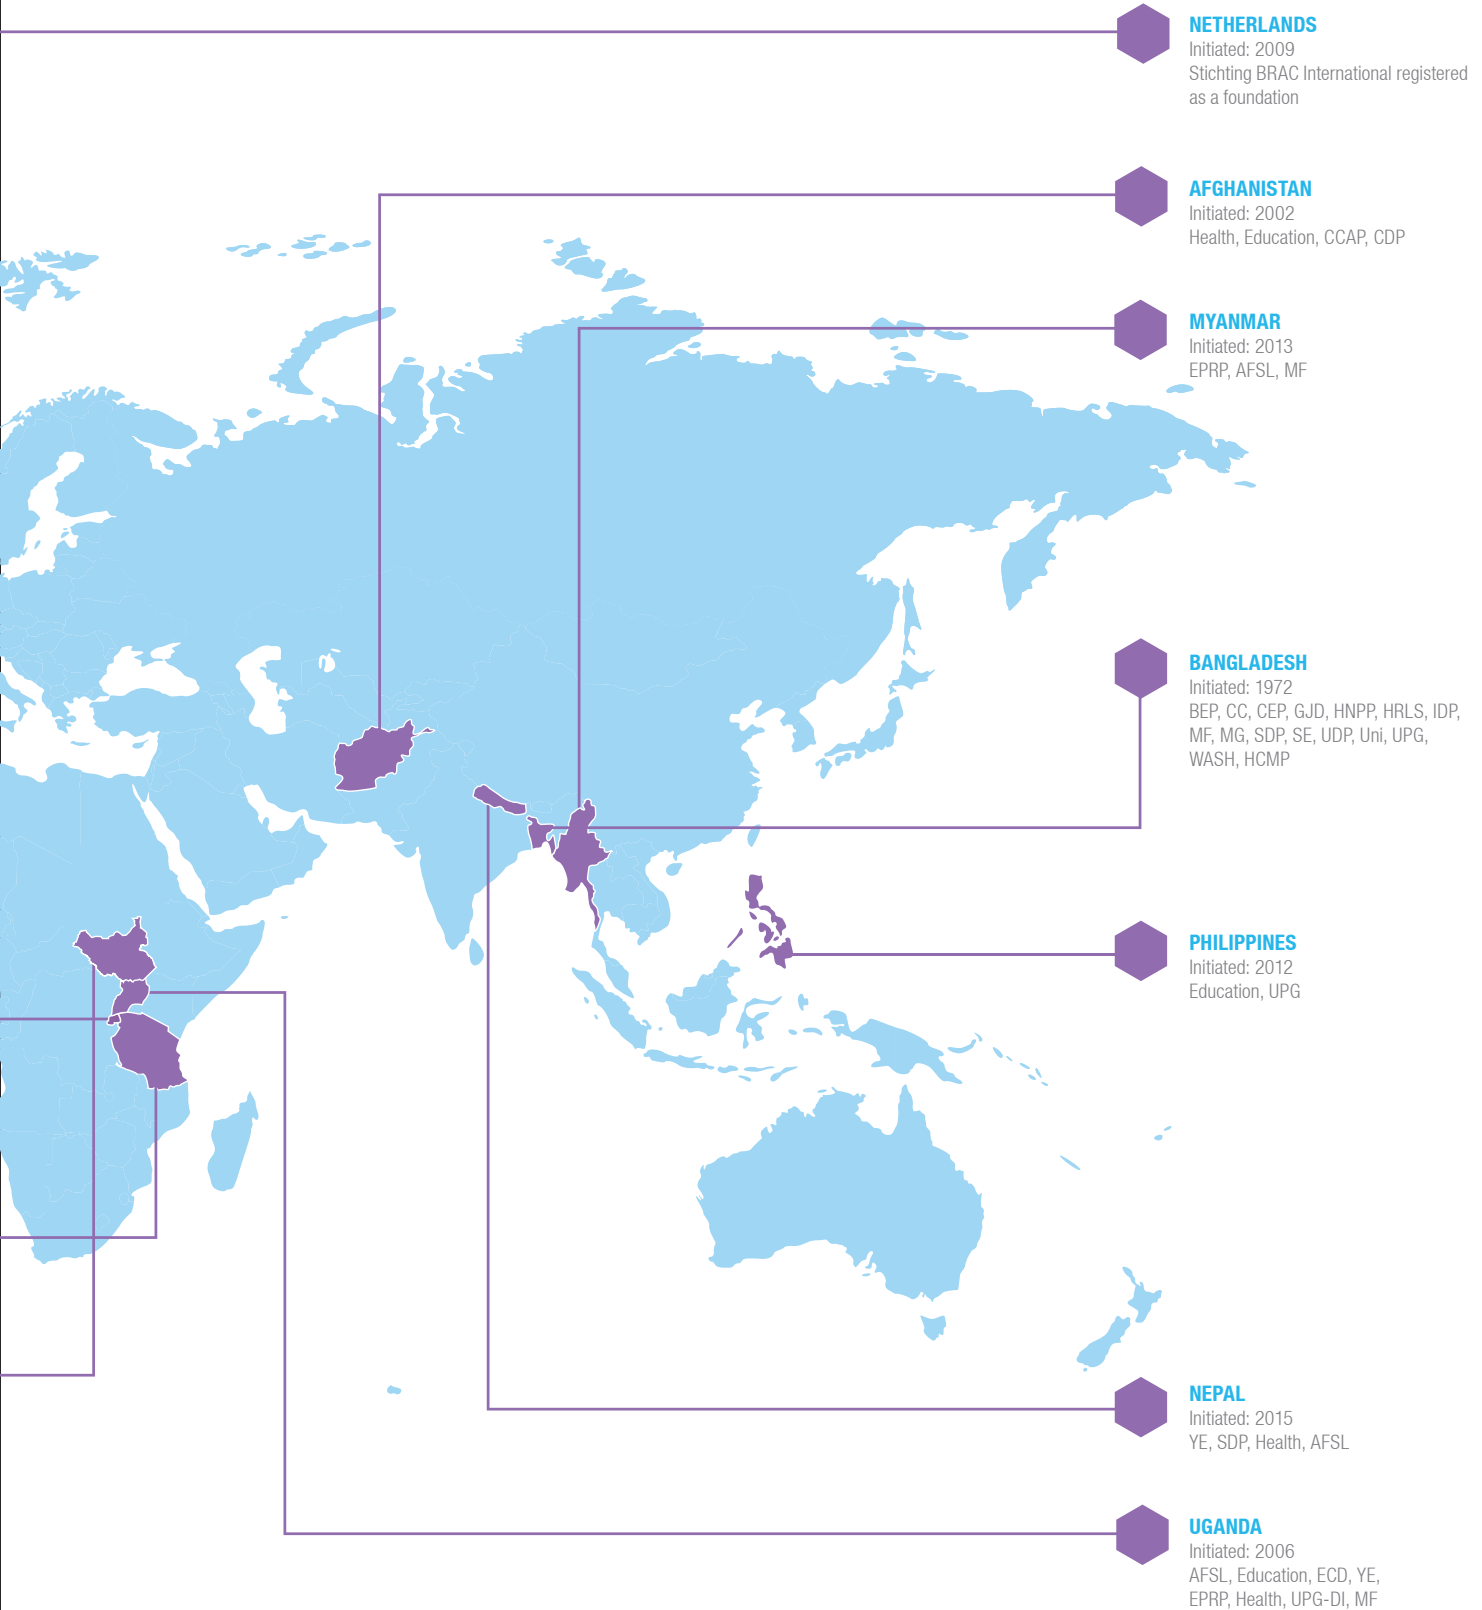 NETHERLANDS
Initiated: 2009
Stichting BRAC International registered
as a foundation
AFGHANISTAN
Initiated: 2002
Health, Education, CCAP, CDP
MYANMAR
Initiated: 2013
EPRP, AFSL, MF
BANGLADESH
Initiated: 1972
BEP, CC, CEP, GJD, HNPP, HRLS, IDP,
MF, MG, SDP, SE, UDP, Uni, UPG,
WASH, HCMP
PHILIPPINES
Initiated: 2012
Education, UPG
NEPAL
Initiated: 2015
YE, SDP, Health, AFSL
UGANDA
Initiated: 2006
AFSL, Education, ECD, YE,
EPRP, Health, UPG-DI, MF